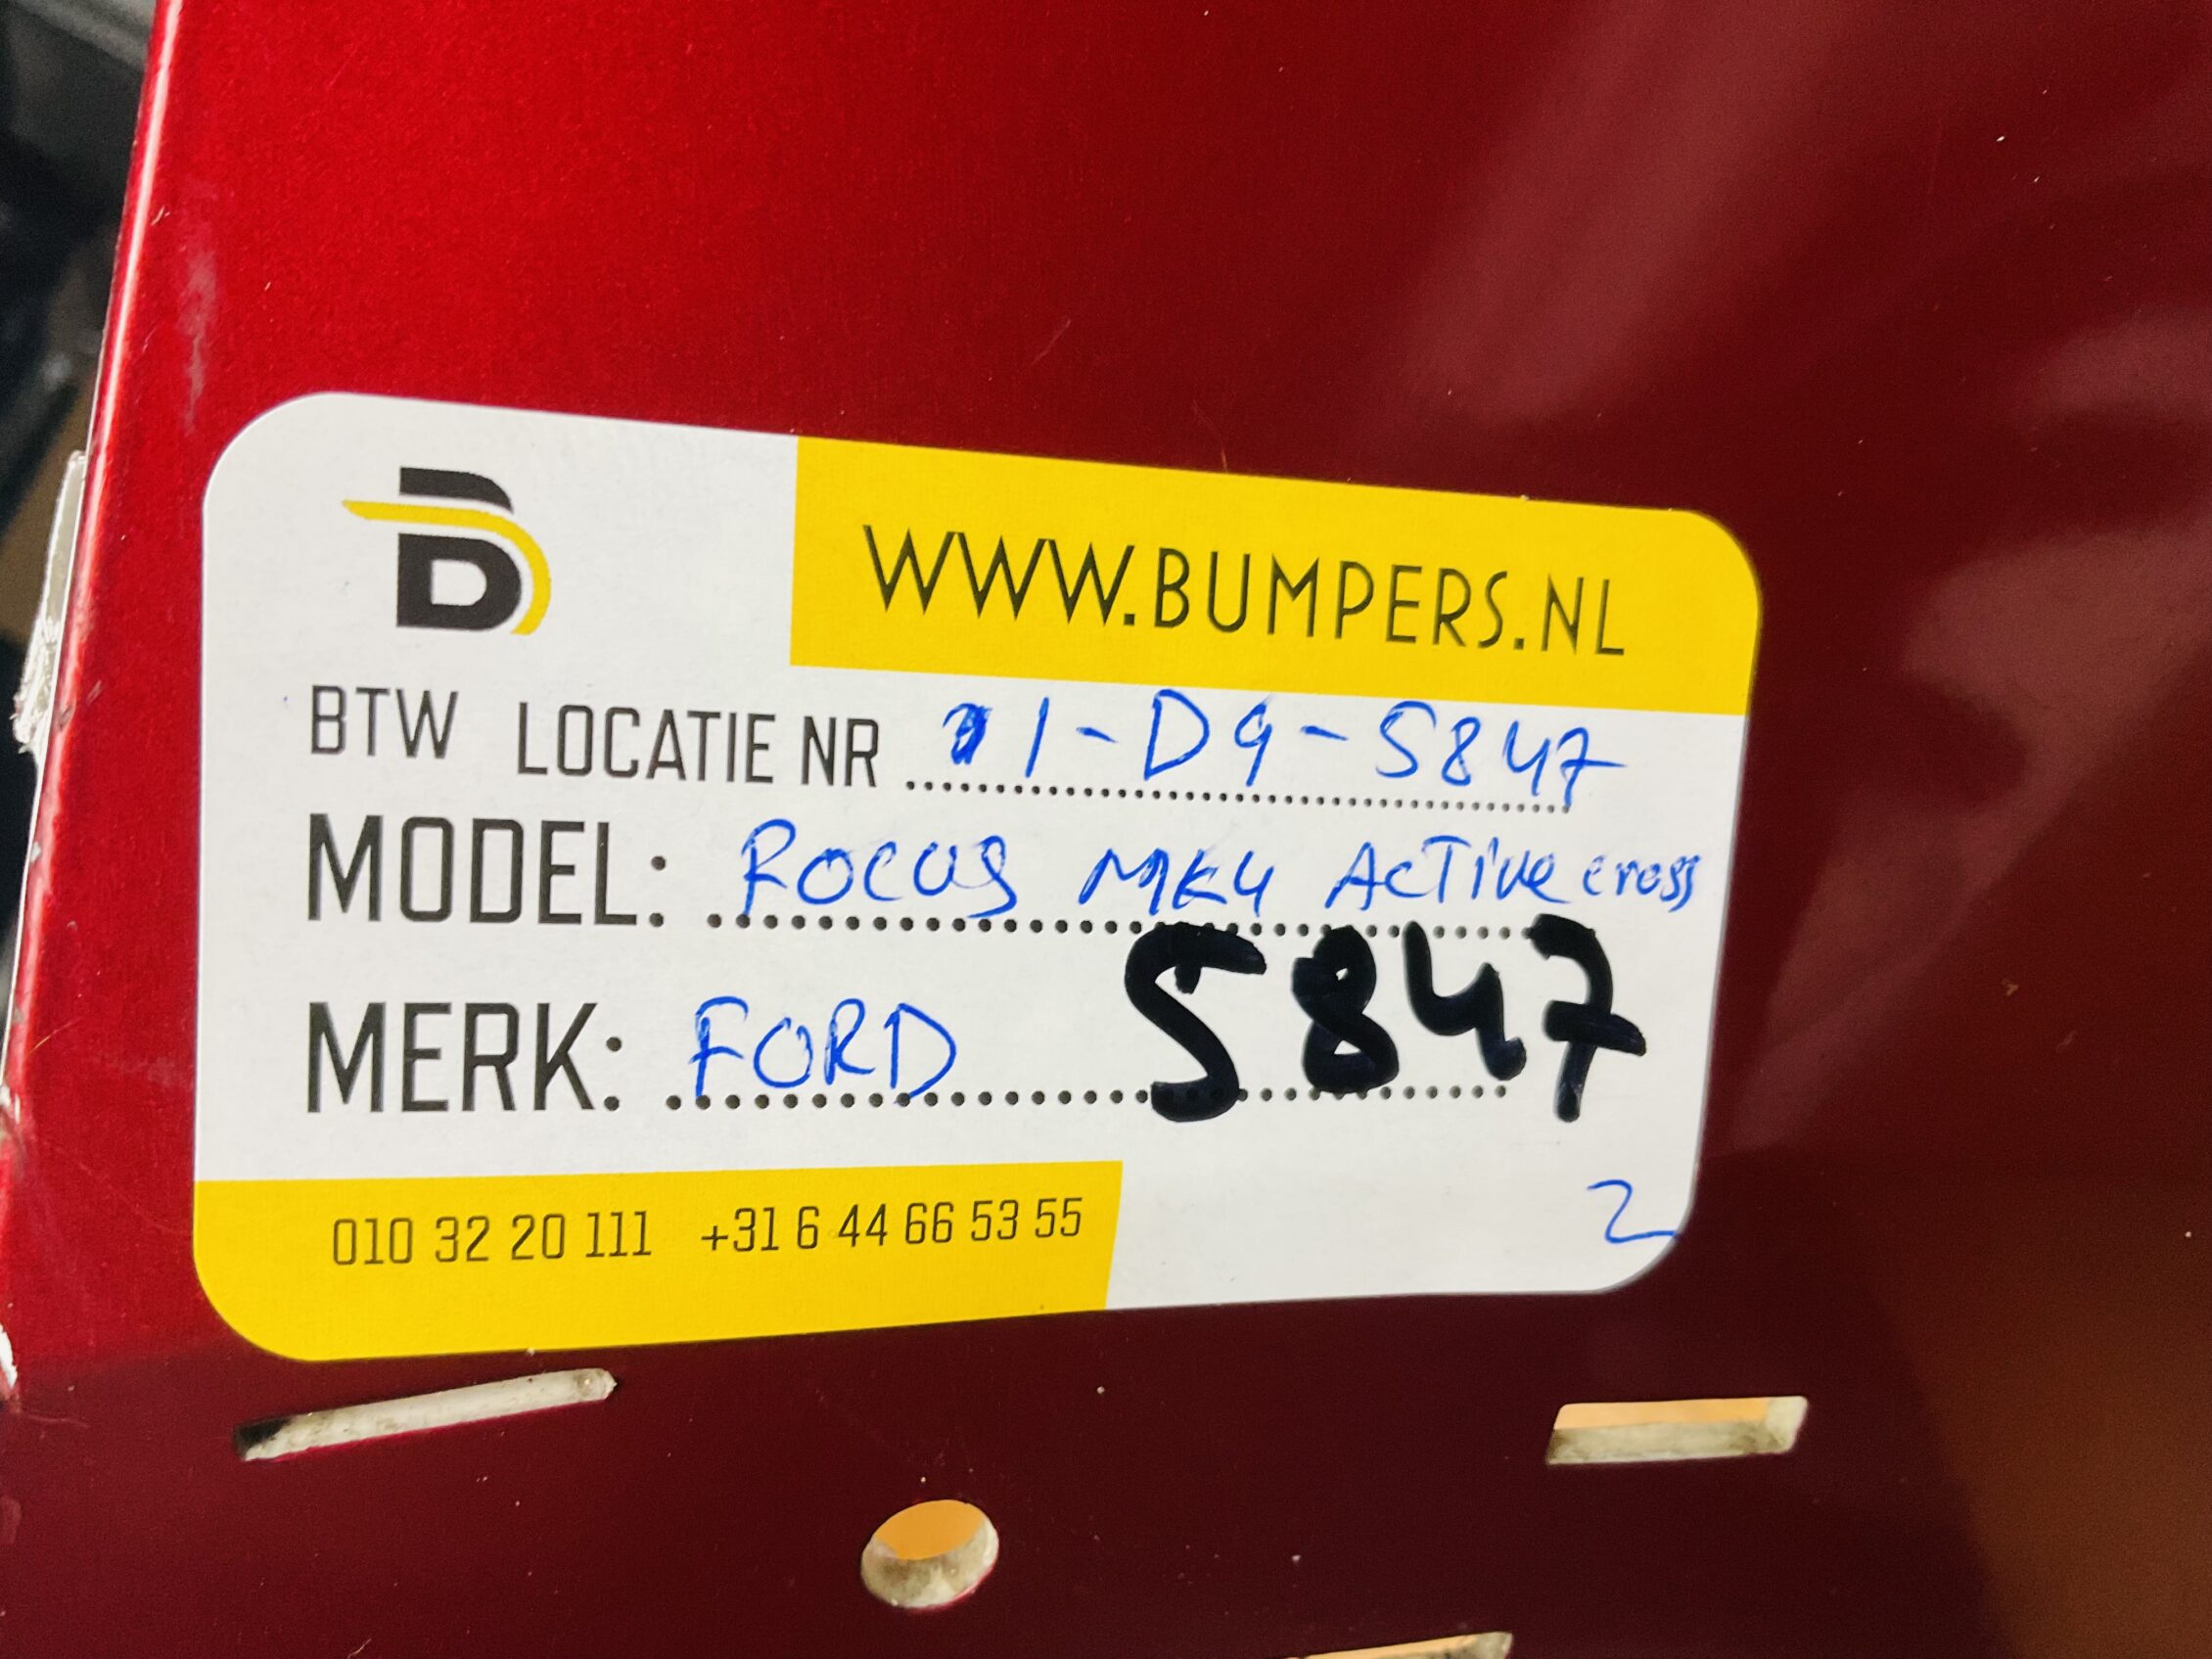 WWW.BUMPERS.NL
BTW LOCATIE NR 1-D9-5847
MODEL: FOCUS MK4 ACTIVE cross
MERK: FORD 5847
2
010 32 20 111 +31 6 44 66 53 55